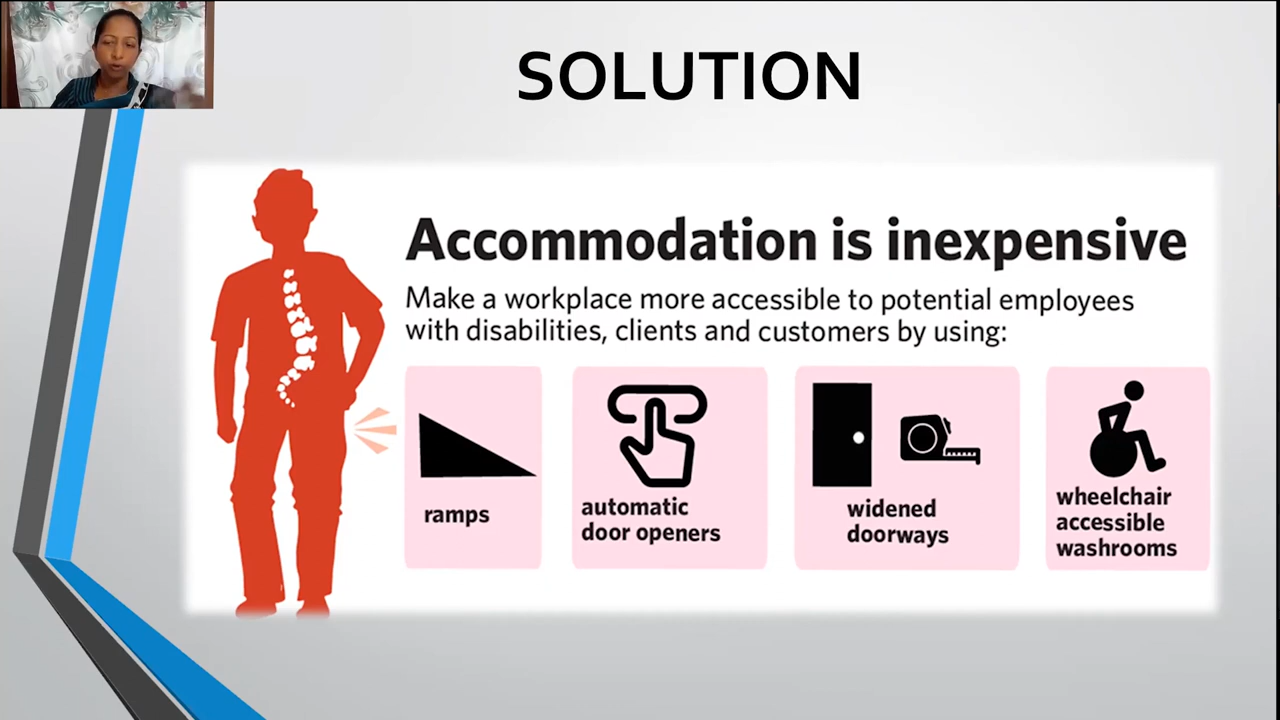 SOLUTION
Accommodation is inexpensive
Make a workplace more accessible to potential employees
with disabilities, clients and customers by using:
ramps
automatic
door openers
widened
doorways
wheelchair
accessible
washrooms